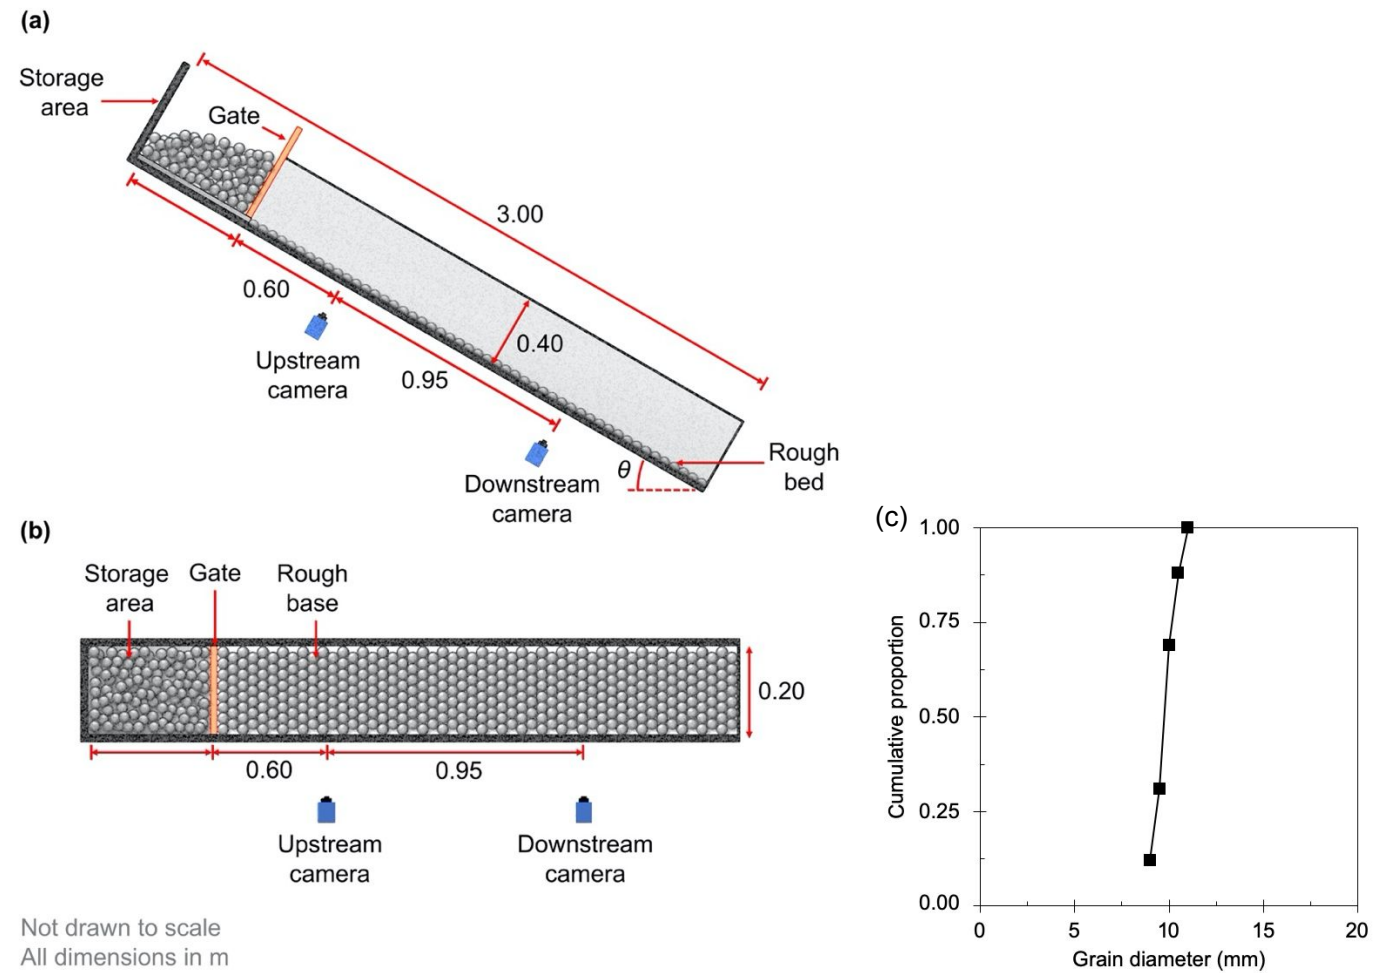 (a)
Storage
area
Gate
3.00
0.60
Upstream
camera
0.40
0.95
Downstream
camera
θ
Rough
bed
(b)
Storage
area
Gate
Rough
base
0.20
0.60
0.95
Upstream
camera
Downstream
camera
Not drawn to scale
All dimensions in m
(c)
1.00
0.75
0.50
0.25
0.00
Cumulative proportion
0 5 10 15 20
Grain diameter (mm)